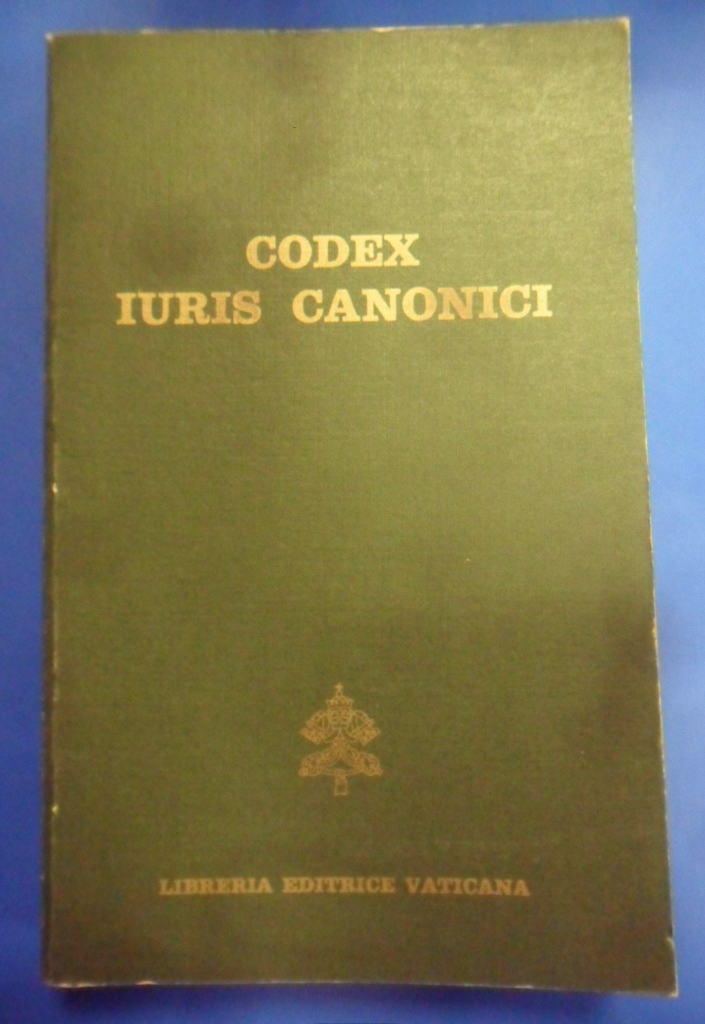 CODEX
IURIS CANONICI
LIBRERIA EDITRICE VATICANA